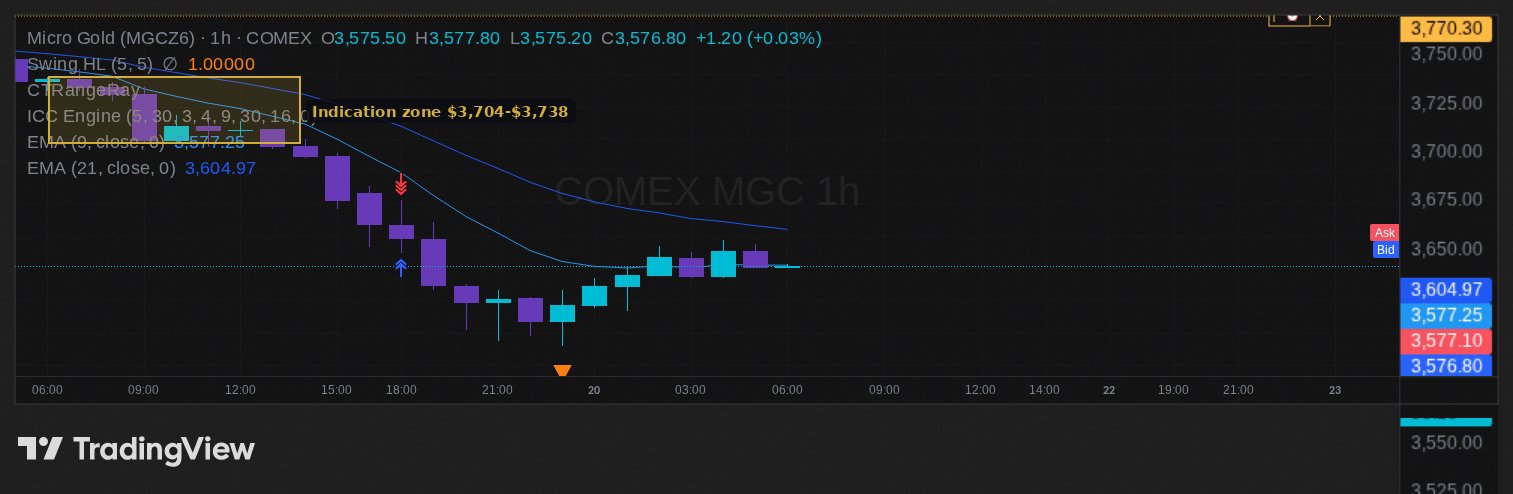 Micro Gold (MGCZ6) · 1h · COMEX O3,575.50 H3,577.80 L3,575.20 C3,576.80 +1.20 (+0.03%)
Swing HL (5, 5) ∅ 1.00000
CTRangeRay
ICC Engine (5, 30, 3, 4, 9, 30, 16, 0,
Indication zone $3,704-$3,738
EMA (9, close, 0) 3,577.25
EMA (21, close, 0) 3,604.97
COMEX MGC 1h
3,770.30
3,750.00
3,725.00
3,700.00
3,675.00
Ask
Bid
3,650.00
3,604.97
3,577.25
3,577.10
3,576.80
06:00 09:00 12:00 15:00 18:00 21:00 20 03:00 06:00 09:00 12:00 14:00 22 19:00 21:00 23
3,550.00
3,525.00
TradingView